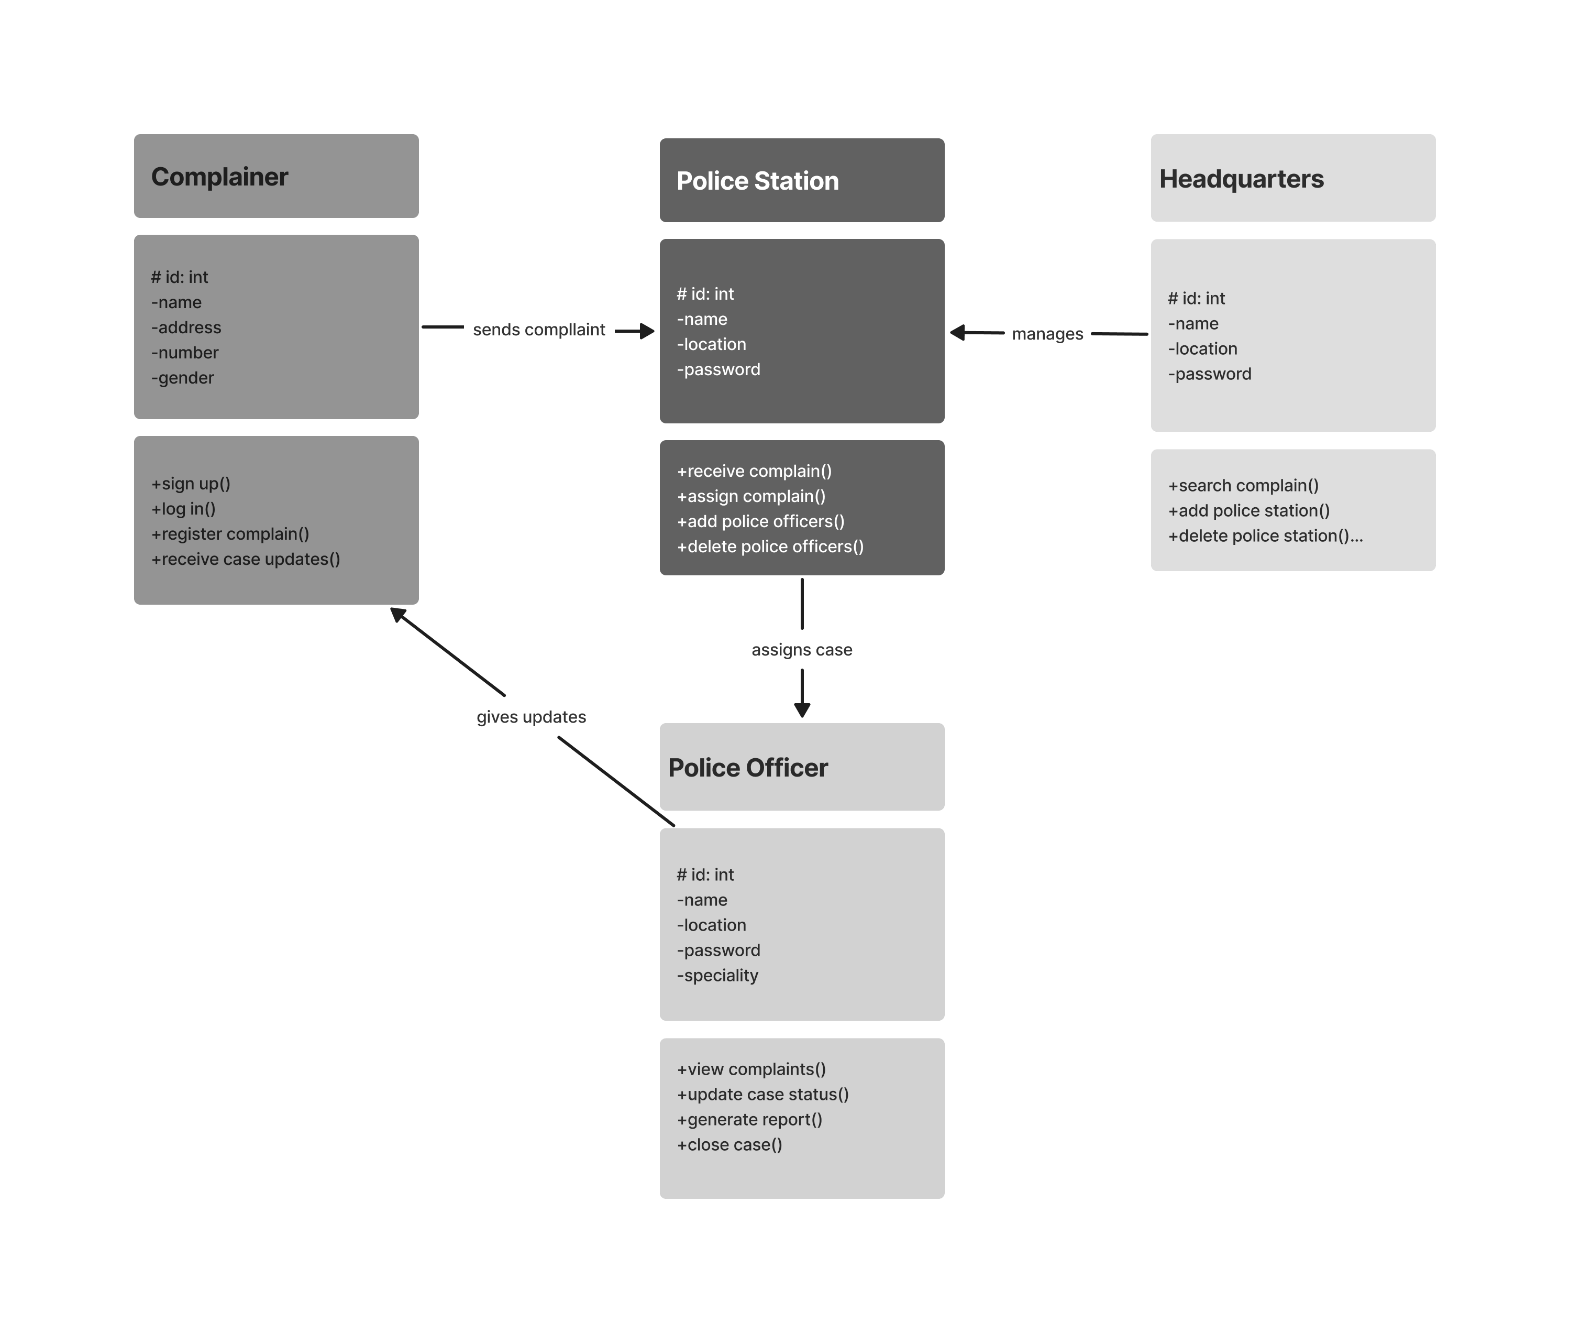 Complainer
# id: int
-name
-address
-number
-gender
+sign up()
+log in()
+register complain()
+receive case updates()
sends compllaint
Police Station
# id: int
-name
-location
-password
+receive complain()
+assign complain()
+add police officers()
+delete police officers()
manages
Headquarters
# id: int
-name
-location
-password
+search complain()
+add police station()
+delete police station()...
assigns case
gives updates
Police Officer
# id: int
-name
-location
-password
-speciality
+view complaints()
+update case status()
+generate report()
+close case()